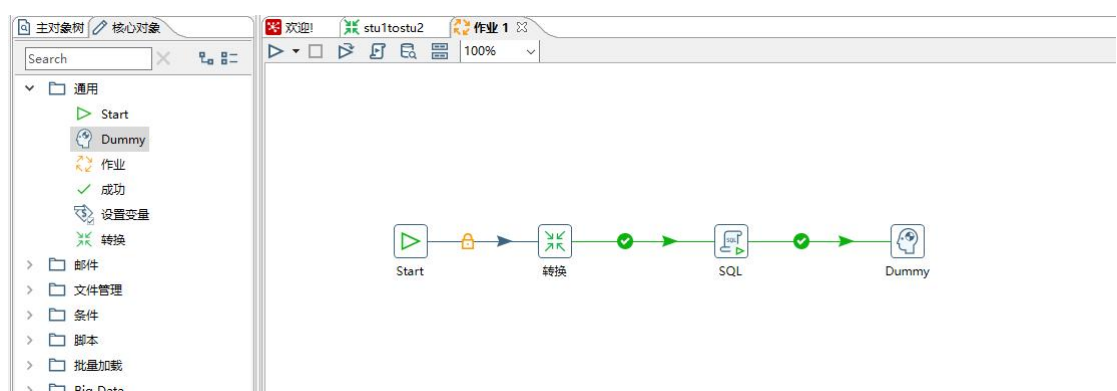 主对象树 核心对象
欢迎! stu1tostu2 作业 1
Search
100%
通用
Start
Dummy
作业
成功
设置变量
转换
邮件
文件管理
条件
脚本
批量加载
Big Data
Start 转换 SQL Dummy